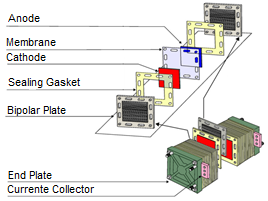 Anode
Membrane
Cathode
Sealing Gasket
Bipolar Plate
End Plate
Currente Collector